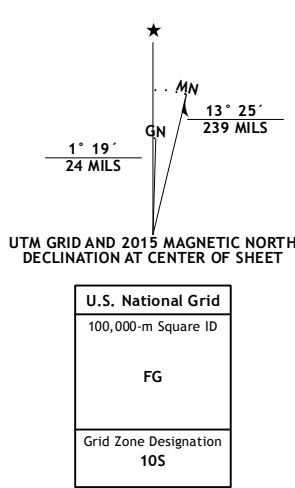 ★
MN
GN
13° 25´
239 MILS
1° 19´
24 MILS
UTM GRID AND 2015 MAGNETIC NORTH
DECLINATION AT CENTER OF SHEET
U.S. National Grid
100,000-m Square ID
FG
Grid Zone Designation
10S